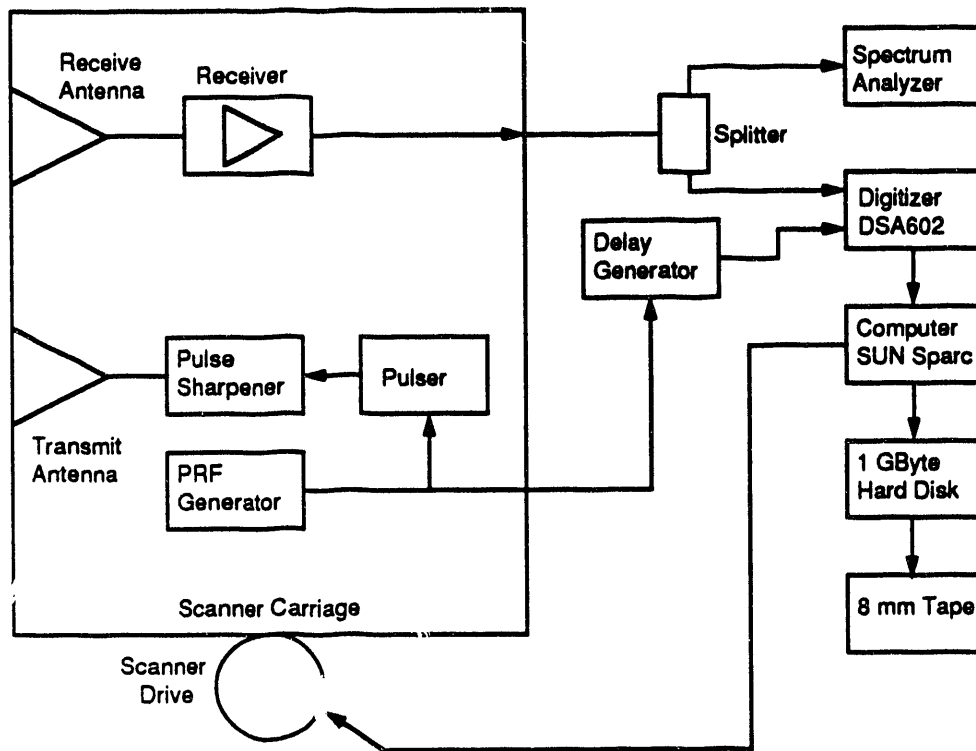 Receive
Antenna
Receiver
Spectrum
Analyzer
Splitter
Digitizer
DSA602
Delay
Generator
Computer
SUN Sparc
Pulse
Sharpener
Pulser
Transmit
Antenna
PRF
Generator
1 GByte
Hard Disk
8 mm Tape
Scanner Carriage
Scanner
Drive